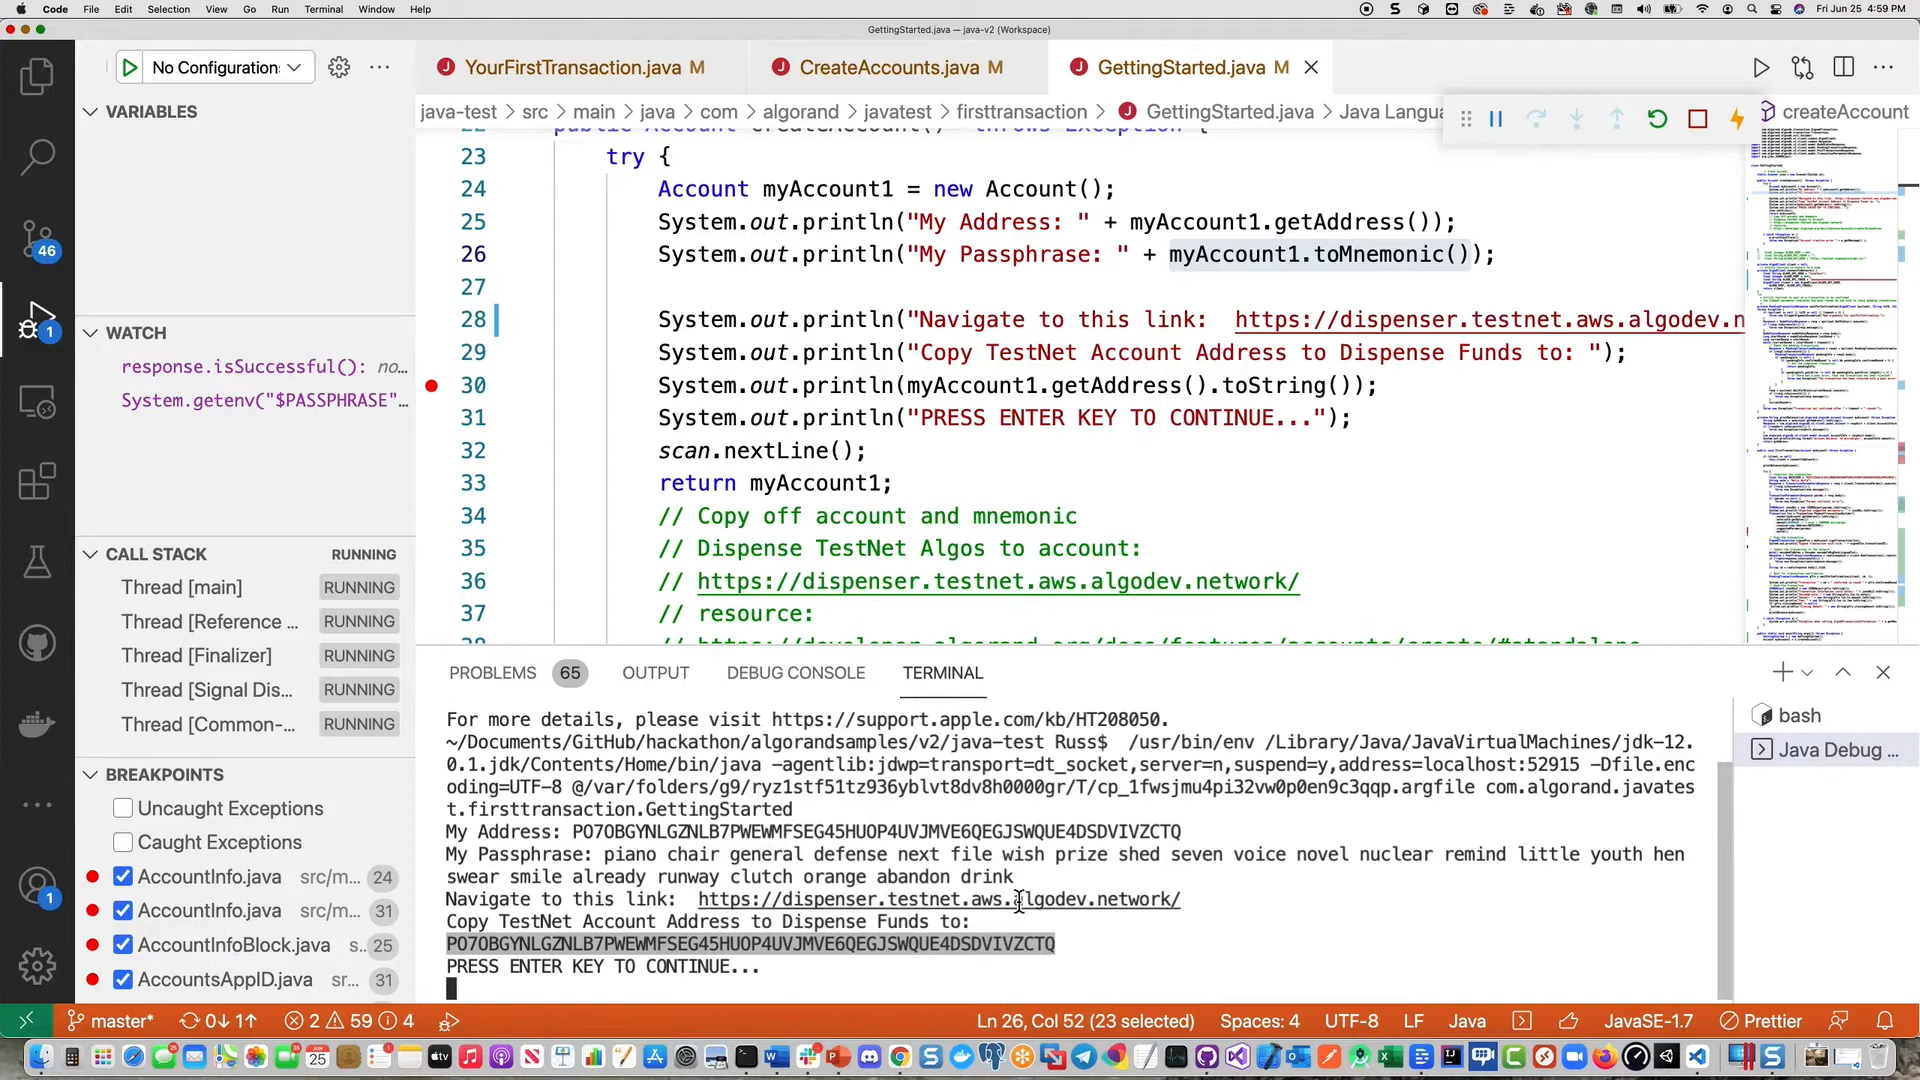 Code File Edit Selection View Go Run Terminal Window Help Fri Jun 25 4:59 PM
GettingStarted.java — java-v2 (Workspace)
No Configuration:
YourFirstTransaction.java M
CreateAccounts.java M
GettingStarted.java M
VARIABLES
java-test > src > main > java > com > algorand > javatest > firsttransaction > GettingStarted.java > Java Langua
createAccount
23 try {
24 Account myAccount1 = new Account();
25 System.out.println("My Address: " + myAccount1.getAddress());
26 System.out.println("My Passphrase: " + myAccount1.toMnemonic());
27
28 System.out.println("Navigate to this link:  https://dispenser.testnet.aws.algodev.n
29 System.out.println("Copy TestNet Account Address to Dispense Funds to: ");
30 System.out.println(myAccount1.getAddress().toString());
31 System.out.println("PRESS ENTER KEY TO CONTINUE...");
32 scan.nextLine();
33 return myAccount1;
34 // Copy off account and mnemonic
35 // Dispense TestNet Algos to account:
36 // https://dispenser.testnet.aws.algodev.network/
37 // resource:
// https://developer.algorand.org/docs/features/accounts/create/#standalone
46
1
WATCH
response.isSuccessful(): no…
System.getenv("$PASSPHRASE"…
CALL STACK RUNNING
Thread [main] RUNNING
Thread [Reference ... RUNNING
Thread [Finalizer] RUNNING
Thread [Signal Dis... RUNNING
Thread [Common-... RUNNING
BREAKPOINTS
Uncaught Exceptions
Caught Exceptions
AccountInfo.java src/m... 24
AccountInfo.java src/m... 31
AccountInfoBlock.java s... 25
AccountsAppID.java sr... 31
1
PROBLEMS 65 OUTPUT DEBUG CONSOLE TERMINAL
For more details, please visit https://support.apple.com/kb/HT208050.
~/Documents/GitHub/hackathon/algorandsamples/v2/java-test Russ$  /usr/bin/env /Library/Java/JavaVirtualMachines/jdk-12.
0.1.jdk/Contents/Home/bin/java -agentlib:jdwp=transport=dt_socket,server=n,suspend=y,address=localhost:52915 -Dfile.enc
oding=UTF-8 @/var/folders/g9/ryz1stf51tz936yblvt8dv8h0000gr/T/cp_1fwsjmu4pi32vw0p0en9c3qqp.argfile com.algorand.javates
t.firsttransaction.GettingStarted
My Address: PO7OBGYNLGZNLB7PWEWMFSEG45HUOP4UVJMVE6QEGJSWQUE4DSDVIVZCTQ
My Passphrase: piano chair general defense next file wish prize shed seven voice novel nuclear remind little youth hen
swear smile already runway clutch orange abandon drink
Navigate to this link:  https://dispenser.testnet.aws.algodev.network/
Copy TestNet Account Address to Dispense Funds to:
PO7OBGYNLGZNLB7PWEWMFSEG45HUOP4UVJMVE6QEGJSWQUE4DSDVIVZCTQ
PRESS ENTER KEY TO CONTINUE...
bash
Java Debug ...
master* 0↓ 1↑ 2 59 4 Ln 26, Col 52 (23 selected) Spaces: 4 UTF-8 LF Java JavaSE-1.7 Prettier